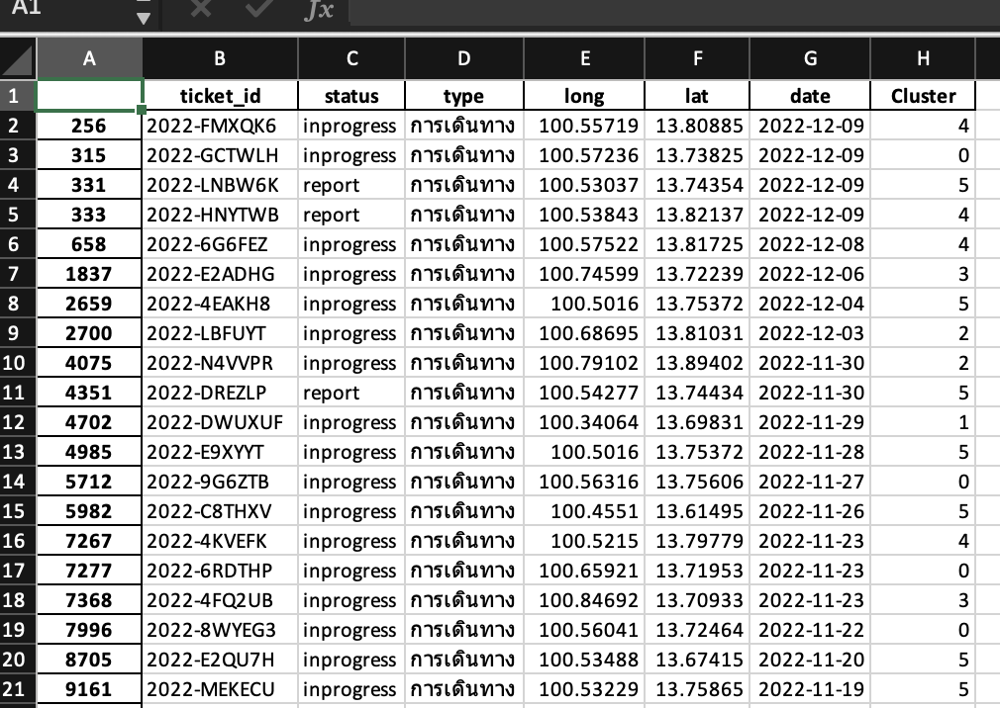 A1 fx
A B C D E F G H
1 ticket_id status type long lat date Cluster
2 256 2022-FMXQK6 inprogress การเดินทาง 100.55719 13.80885 2022-12-09 4
3 315 2022-GCTWLH inprogress การเดินทาง 100.57236 13.73825 2022-12-09 0
4 331 2022-LNBW6K report การเดินทาง 100.53037 13.74354 2022-12-09 5
5 333 2022-HNYTWB report การเดินทาง 100.53843 13.82137 2022-12-09 4
6 658 2022-6G6FEZ inprogress การเดินทาง 100.57522 13.81725 2022-12-08 4
7 1837 2022-E2ADHG inprogress การเดินทาง 100.74599 13.72239 2022-12-06 3
8 2659 2022-4EAKH8 inprogress การเดินทาง 100.5016 13.75372 2022-12-04 5
9 2700 2022-LBFUYT inprogress การเดินทาง 100.68695 13.81031 2022-12-03 2
10 4075 2022-N4VVPR inprogress การเดินทาง 100.79102 13.89402 2022-11-30 2
11 4351 2022-DREZLP report การเดินทาง 100.54277 13.74434 2022-11-30 5
12 4702 2022-DWUXUF inprogress การเดินทาง 100.34064 13.69831 2022-11-29 1
13 4985 2022-E9XYYT inprogress การเดินทาง 100.5016 13.75372 2022-11-28 5
14 5712 2022-9G6ZTB inprogress การเดินทาง 100.56316 13.75606 2022-11-27 0
15 5982 2022-C8THXV inprogress การเดินทาง 100.4551 13.61495 2022-11-26 5
16 7267 2022-4KVEFK inprogress การเดินทาง 100.5215 13.79779 2022-11-23 4
17 7277 2022-6RDTHP inprogress การเดินทาง 100.65921 13.71953 2022-11-23 0
18 7368 2022-4FQ2UB inprogress การเดินทาง 100.84692 13.70933 2022-11-23 3
19 7996 2022-8WYEG3 inprogress การเดินทาง 100.56041 13.72464 2022-11-22 0
20 8705 2022-E2QU7H inprogress การเดินทาง 100.53488 13.67415 2022-11-20 5
21 9161 2022-MEKECU inprogress การเดินทาง 100.53229 13.75865 2022-11-19 5